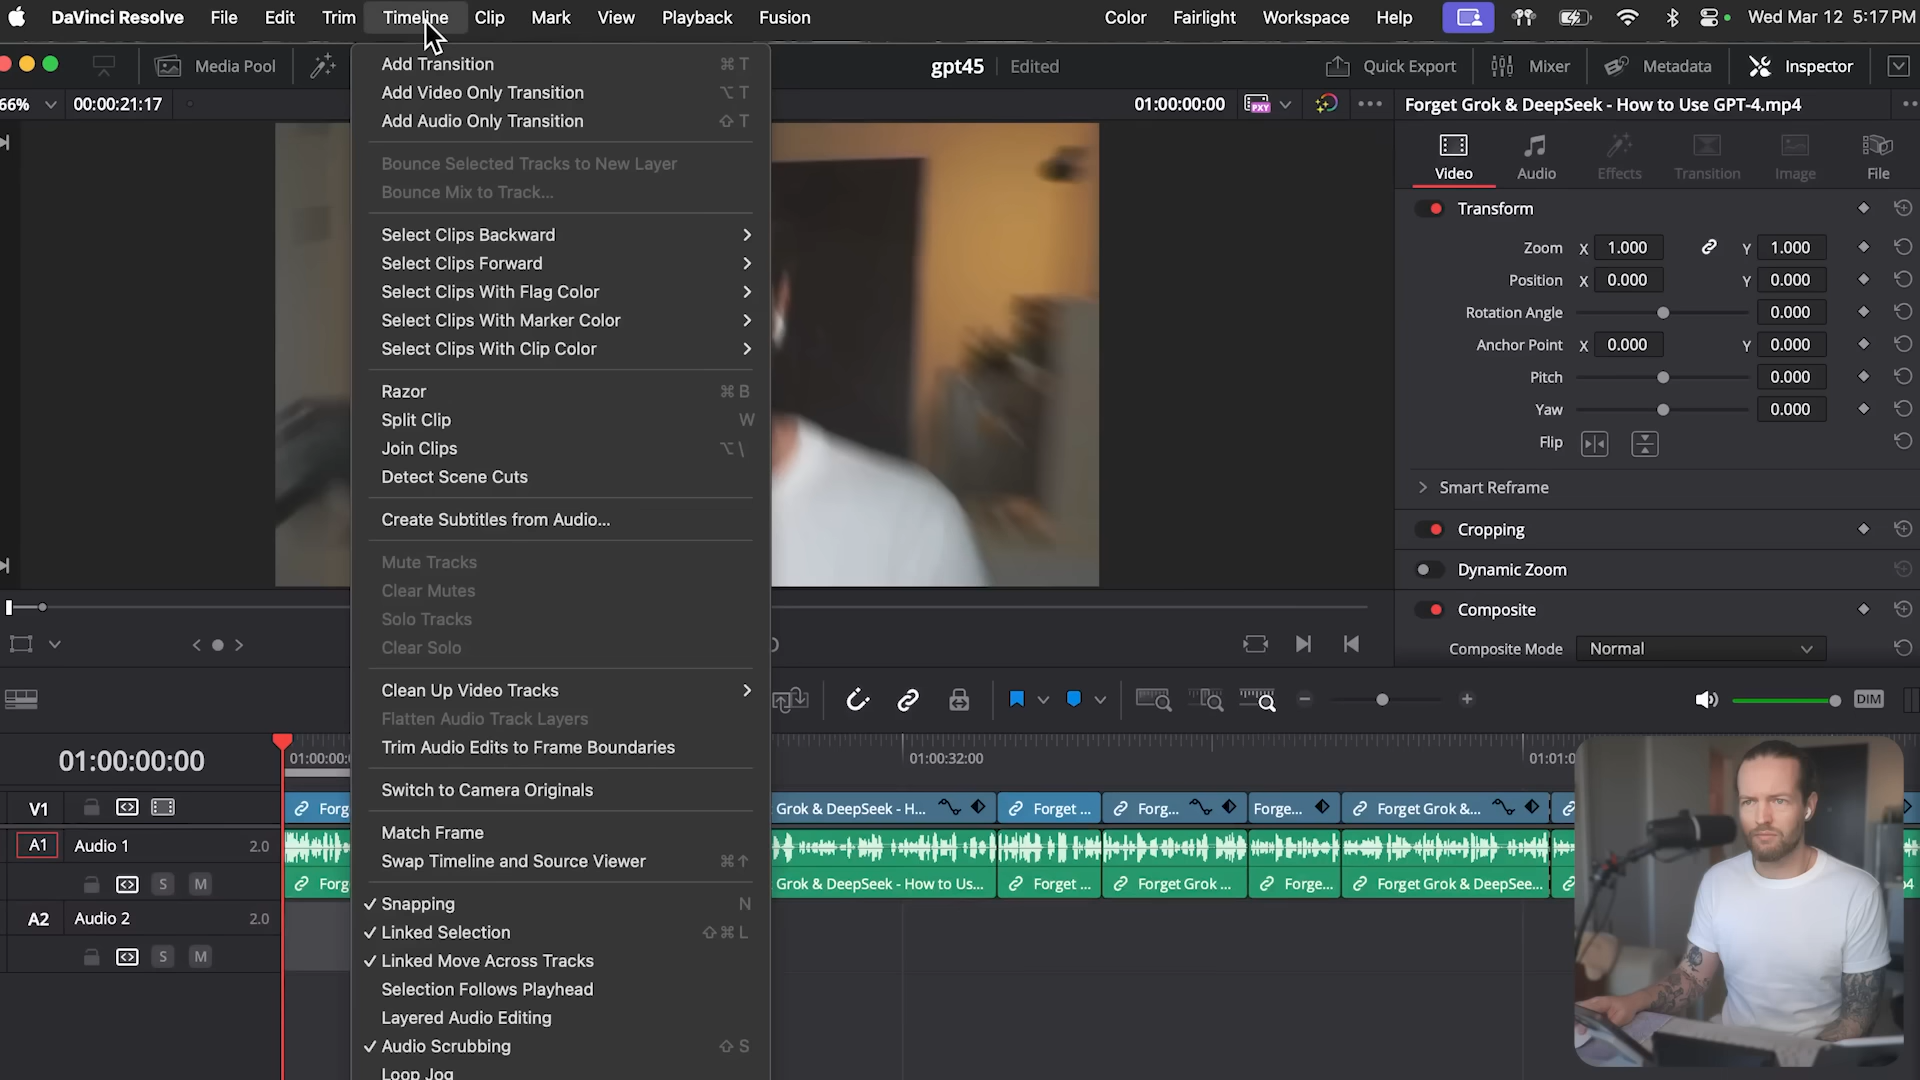 DaVinci Resolve File Edit Trim Timeline Clip Mark View Playback Fusion Color Fairlight Workspace Help Wed Mar 12 5:17 PM
Media Pool gpt45 Edited Quick Export Mixer Metadata Inspector
66% 00:00:21:17 01:00:00:00 PXY Forget Grok & DeepSeek - How to Use GPT-4.mp4
Add Transition ⌘ T
Add Video Only Transition ⌥ T
Add Audio Only Transition ⇧ T
Bounce Selected Tracks to New Layer
Bounce Mix to Track...
Select Clips Backward
Select Clips Forward
Select Clips With Flag Color
Select Clips With Marker Color
Select Clips With Clip Color
Razor ⌘ B
Split Clip W
Join Clips ⌥ \
Detect Scene Cuts
Create Subtitles from Audio...
Mute Tracks
Clear Mutes
Solo Tracks
Clear Solo
Clean Up Video Tracks
Flatten Audio Track Layers
Trim Audio Edits to Frame Boundaries
Switch to Camera Originals
Match Frame
Swap Timeline and Source Viewer ⌘ ↑
✓ Snapping N
✓ Linked Selection ⇧ ⌘ L
✓ Linked Move Across Tracks
Selection Follows Playhead
Layered Audio Editing
✓ Audio Scrubbing ⇧ S
Loop Jog
Video Audio Effects Transition Image File
Transform
Zoom X 1.000 Y 1.000
Position X 0.000 Y 0.000
Rotation Angle 0.000
Anchor Point X 0.000 Y 0.000
Pitch 0.000
Yaw 0.000
Flip
Smart Reframe
Cropping
Dynamic Zoom
Composite
Composite Mode Normal
DIM
01:00:00:00 01:00:00: 01:00:32:00 01:01:0
V1 Forg Grok & DeepSeek - H... Forget ... Forg... Forge... Forget Grok &...
A1 Audio 1 2.0
S M Forg Grok & DeepSeek - How to Us... Forget ... Forget Grok ... Forge... Forget Grok & DeepSee... 4
A2 Audio 2 2.0
S M